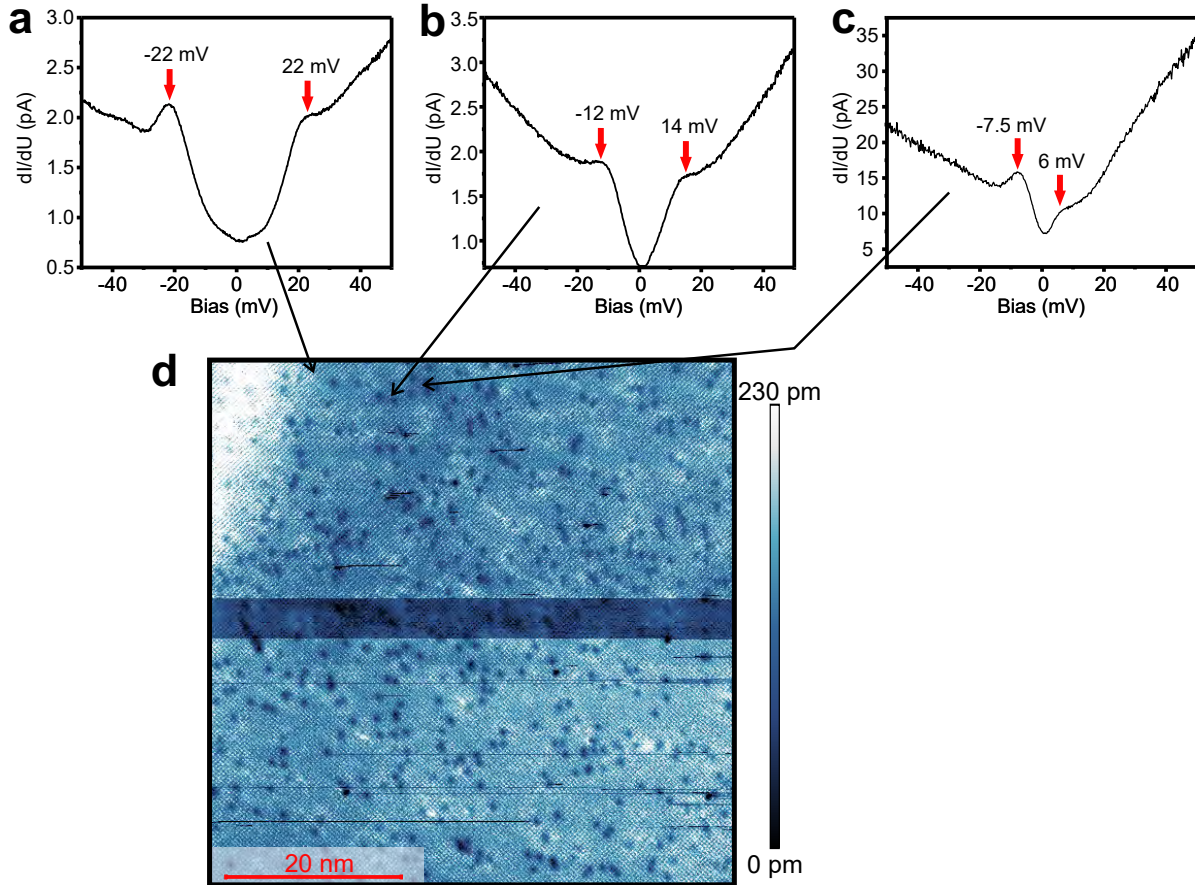 a
-22 mV
22 mV
dI/dU (pA)
3.0
2.5
2.0
1.5
1.0
0.5
-40 -20 0 20 40
Bias (mV)
b
-12 mV
14 mV
dI/dU (pA)
3.5
3.0
2.5
2.0
1.5
1.0
-40 -20 0 20 40
Bias (mV)
c
-7.5 mV
6 mV
dI/dU (pA)
35
30
25
20
15
10
5
-40 -20 0 20 40
Bias (mV)
d
230 pm
0 pm
20 nm